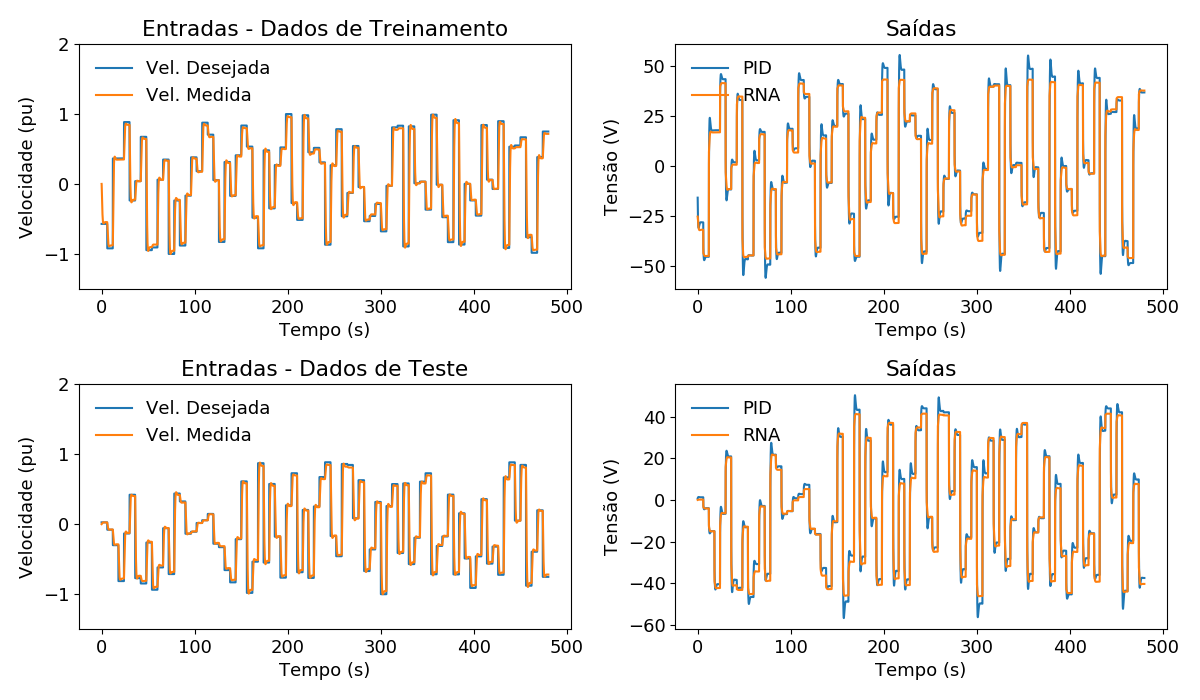 Entradas - Dados de Treinamento
Velocidade (pu)
2
1
0
−1
Vel. Desejada
Vel. Medida
0 100 200 300 400 500
Tempo (s)
Saídas
Tensão (V)
50
25
0
−25
−50
PID
RNA
0 100 200 300 400 500
Tempo (s)
Entradas - Dados de Teste
Velocidade (pu)
2
1
0
−1
Vel. Desejada
Vel. Medida
0 100 200 300 400 500
Tempo (s)
Saídas
Tensão (V)
40
20
0
−20
−40
−60
PID
RNA
0 100 200 300 400 500
Tempo (s)